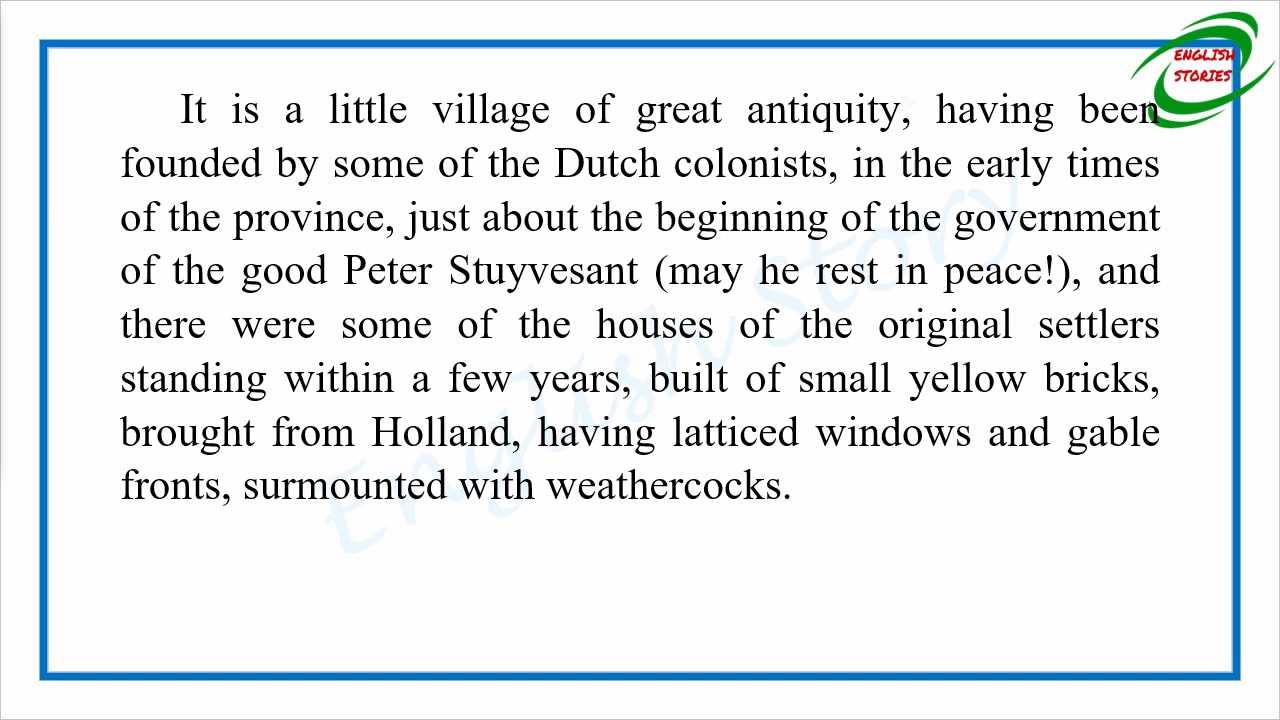 ENGLISH
STORIES
It is a little village of great antiquity, having been
founded by some of the Dutch colonists, in the early times
of the province, just about the beginning of the government
of the good Peter Stuyvesant (may he rest in peace!), and
there were some of the houses of the original settlers
standing within a few years, built of small yellow bricks,
brought from Holland, having latticed windows and gable
fronts, surmounted with weathercocks.
English Story